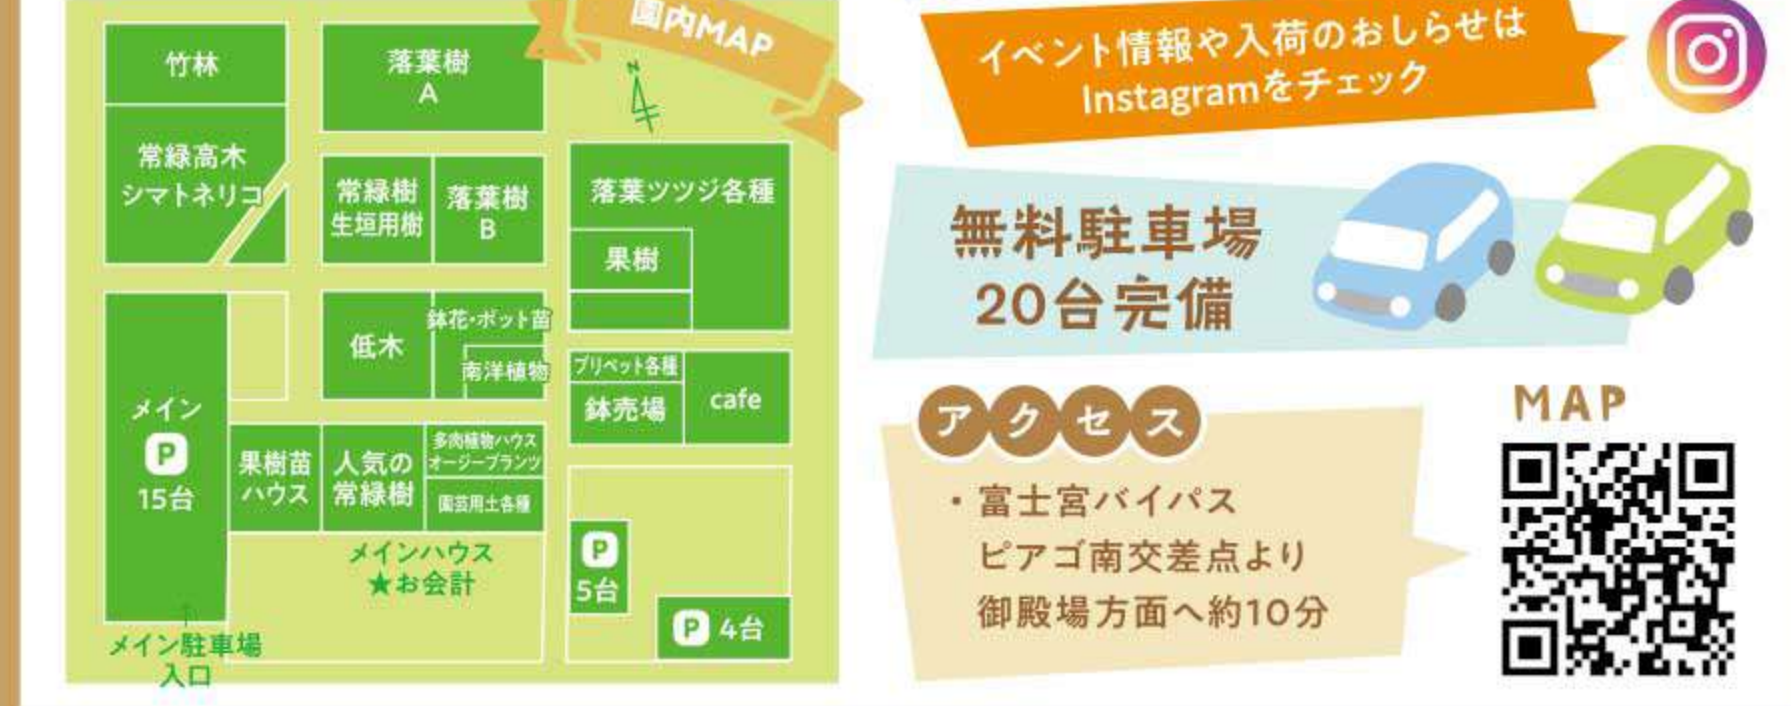 園内MAP
N
竹林
落葉樹
A
常緑高木
シマトネリコ
常緑樹
生垣用樹
落葉樹
B
落葉ツツジ各種
果樹
低木
鉢花・ポット苗
南洋植物
プリペット各種
鉢売場
cafe
メイン
P
15台
果樹苗
ハウス
人気の
常緑樹
多肉植物ハウス
オージープランツ
園芸用土各種
メインハウス
★お会計
P
5台
P 4台
↑
メイン駐車場
入口
イベント情報や入荷のおしらせは
Instagramをチェック
無料駐車場
20台完備
アクセス
・富士宮バイパス
ピアゴ南交差点より
御殿場方面へ約10分
MAP